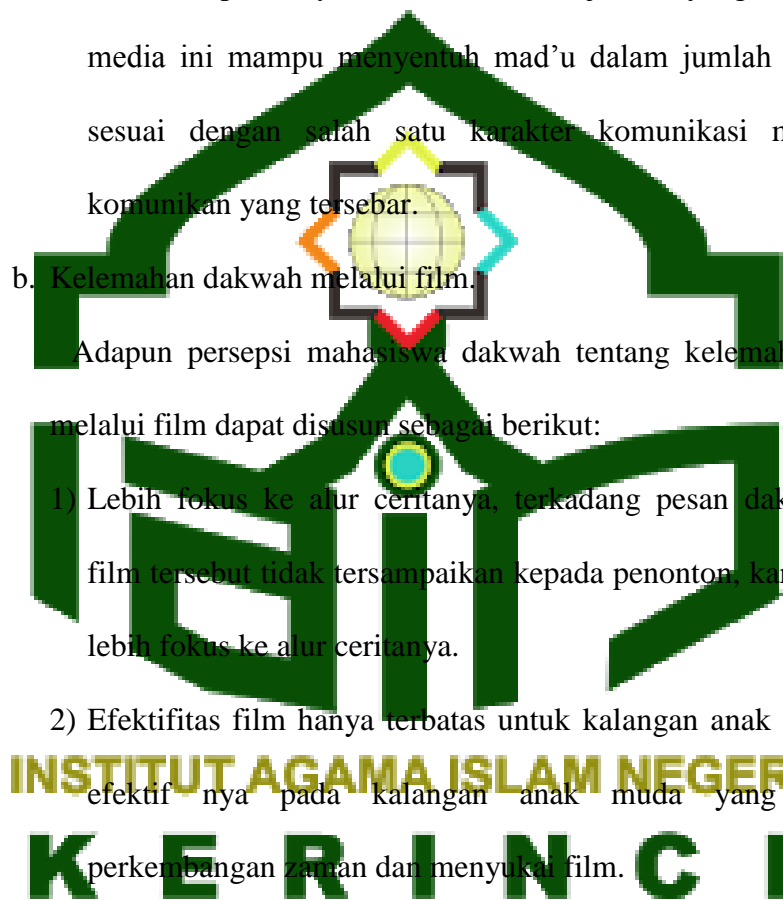 media ini mampu menyentuh mad’u dalam jumlah
sesuai dengan salah satu karakter komunikasi
komunikan yang tersebar.
b. Kelemahan dakwah melalui film.
Adapun persepsi mahasiswa dakwah tentang
melalui film dapat disusun sebagai berikut:
1) Lebih fokus ke alur ceritanya, terkadang pesan
film tersebut tidak tersampaikan kepada penonton,
lebih fokus ke alur ceritanya.
2) Efektifitas film hanya terbatas untuk kalangan anak
INSTITUT AGAMA ISLAM NEGERI
efektif nya pada kalangan anak muda yang
KERINCI
perkembangan zaman dan menyukai film.